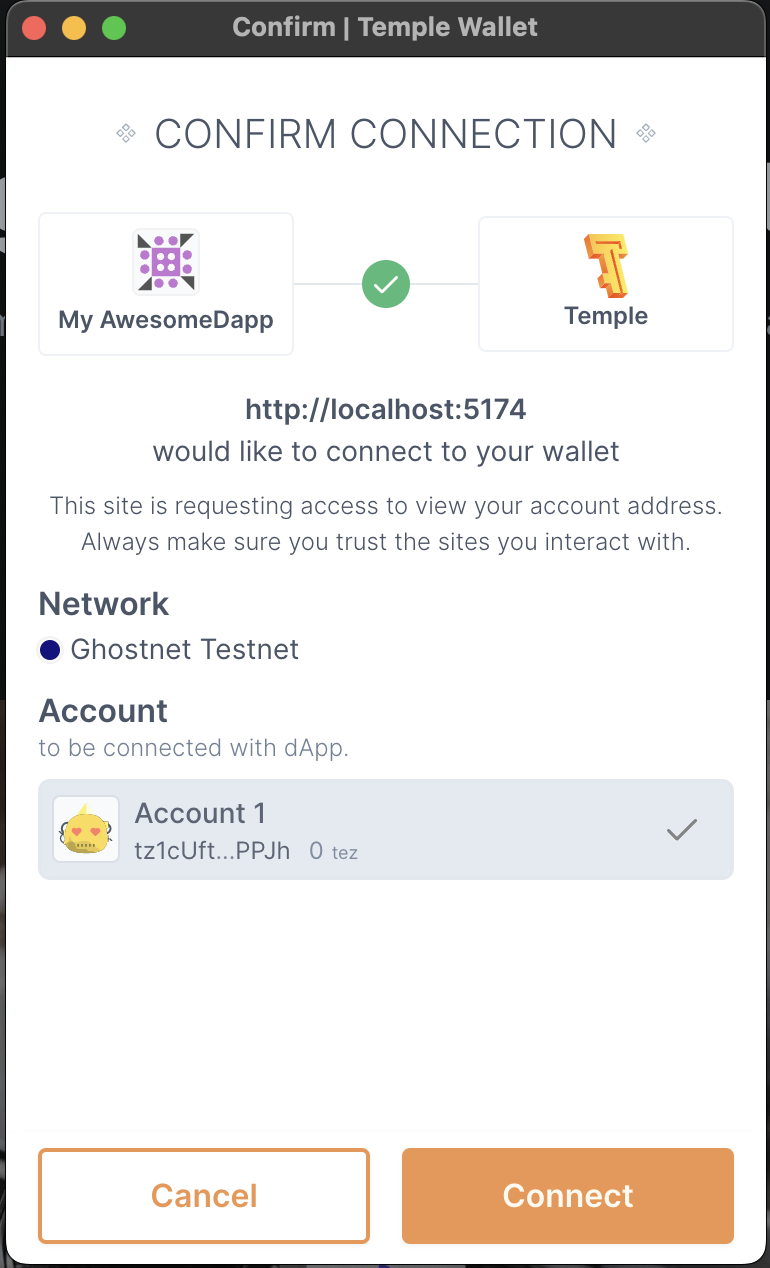 Confirm | Temple Wallet
CONFIRM CONNECTION
My AwesomeDapp
Temple
http://localhost:5174
would like to connect to your wallet
This site is requesting access to view your account address.
Always make sure you trust the sites you interact with.
Network
Ghostnet Testnet
Account
to be connected with dApp.
Account 1
tz1cUft...PPJh 0 tez
Cancel Connect